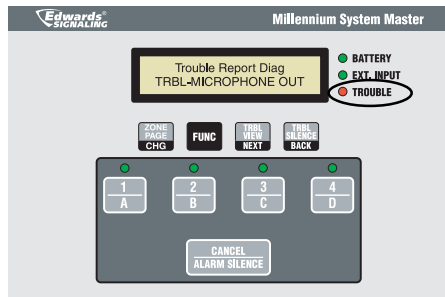 Edwards®
SIGNALING
Millennium System Master
Trouble Report Diag
TRBL-MICROPHONE OUT
BATTERY
EXT. INPUT
TROUBLE
ZONE
PAGE
CHG
FUNC
TRBL
VIEW
NEXT
TRBL
SILENCE
BACK
1
A
2
B
3
C
4
D
CANCEL
ALARM SILENCE